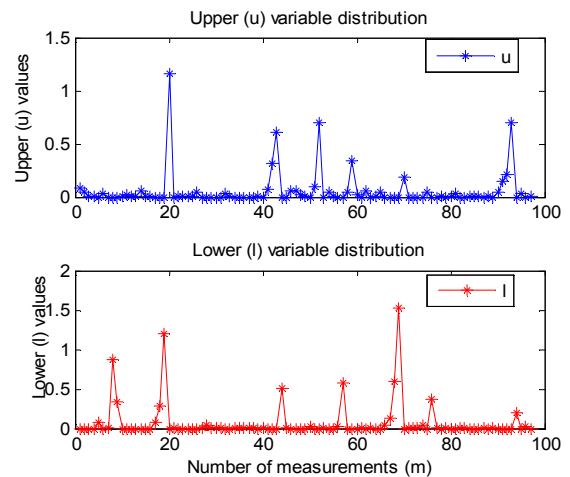 Upper (u) variable distribution
1.5
1
0.5
0
Upper (u) values
u
0 20 40 60 80 100
Lower (l) variable distribution
2
1.5
1
0.5
0
Lower (l) values
l
0 20 40 60 80 100
Number of measurements (m)